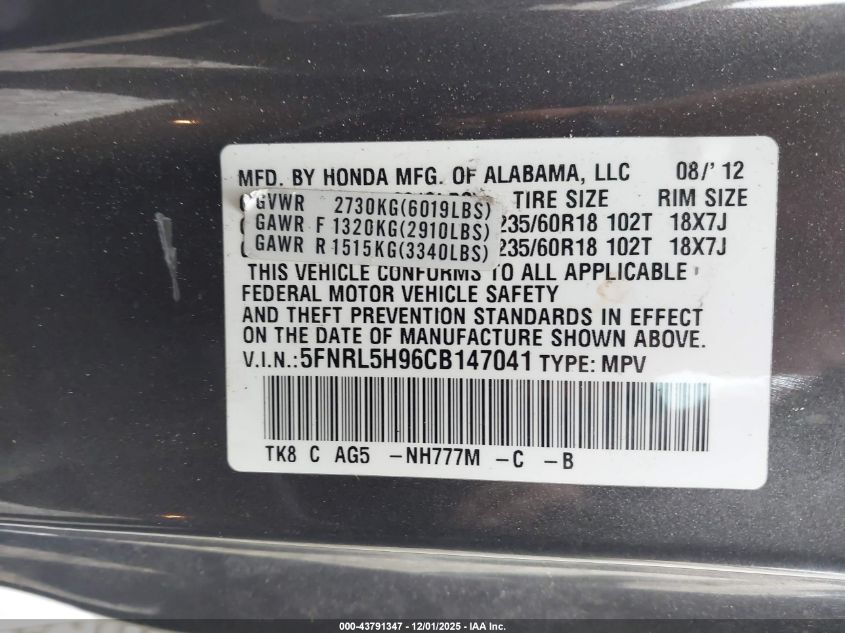 MFD. BY HONDA MFG. OF ALABAMA, LLC 08/'12
TIRE SIZE RIM SIZE
GVWR 2730KG(6019LBS)
GAWR F 1320KG(2910LBS) 235/60R18 102T 18X7J
GAWR R 1515KG(3340LBS) 235/60R18 102T 18X7J
THIS VEHICLE CONFORMS TO ALL APPLICABLE
FEDERAL MOTOR VEHICLE SAFETY
AND THEFT PREVENTION STANDARDS IN EFFECT
ON THE DATE OF MANUFACTURE SHOWN ABOVE.
V.I.N.:5FNRL5H96CB147041 TYPE: MPV
TK8 C AG5 -NH777M -C -B
000-43791347 - 12/01/2025 - IAA Inc.